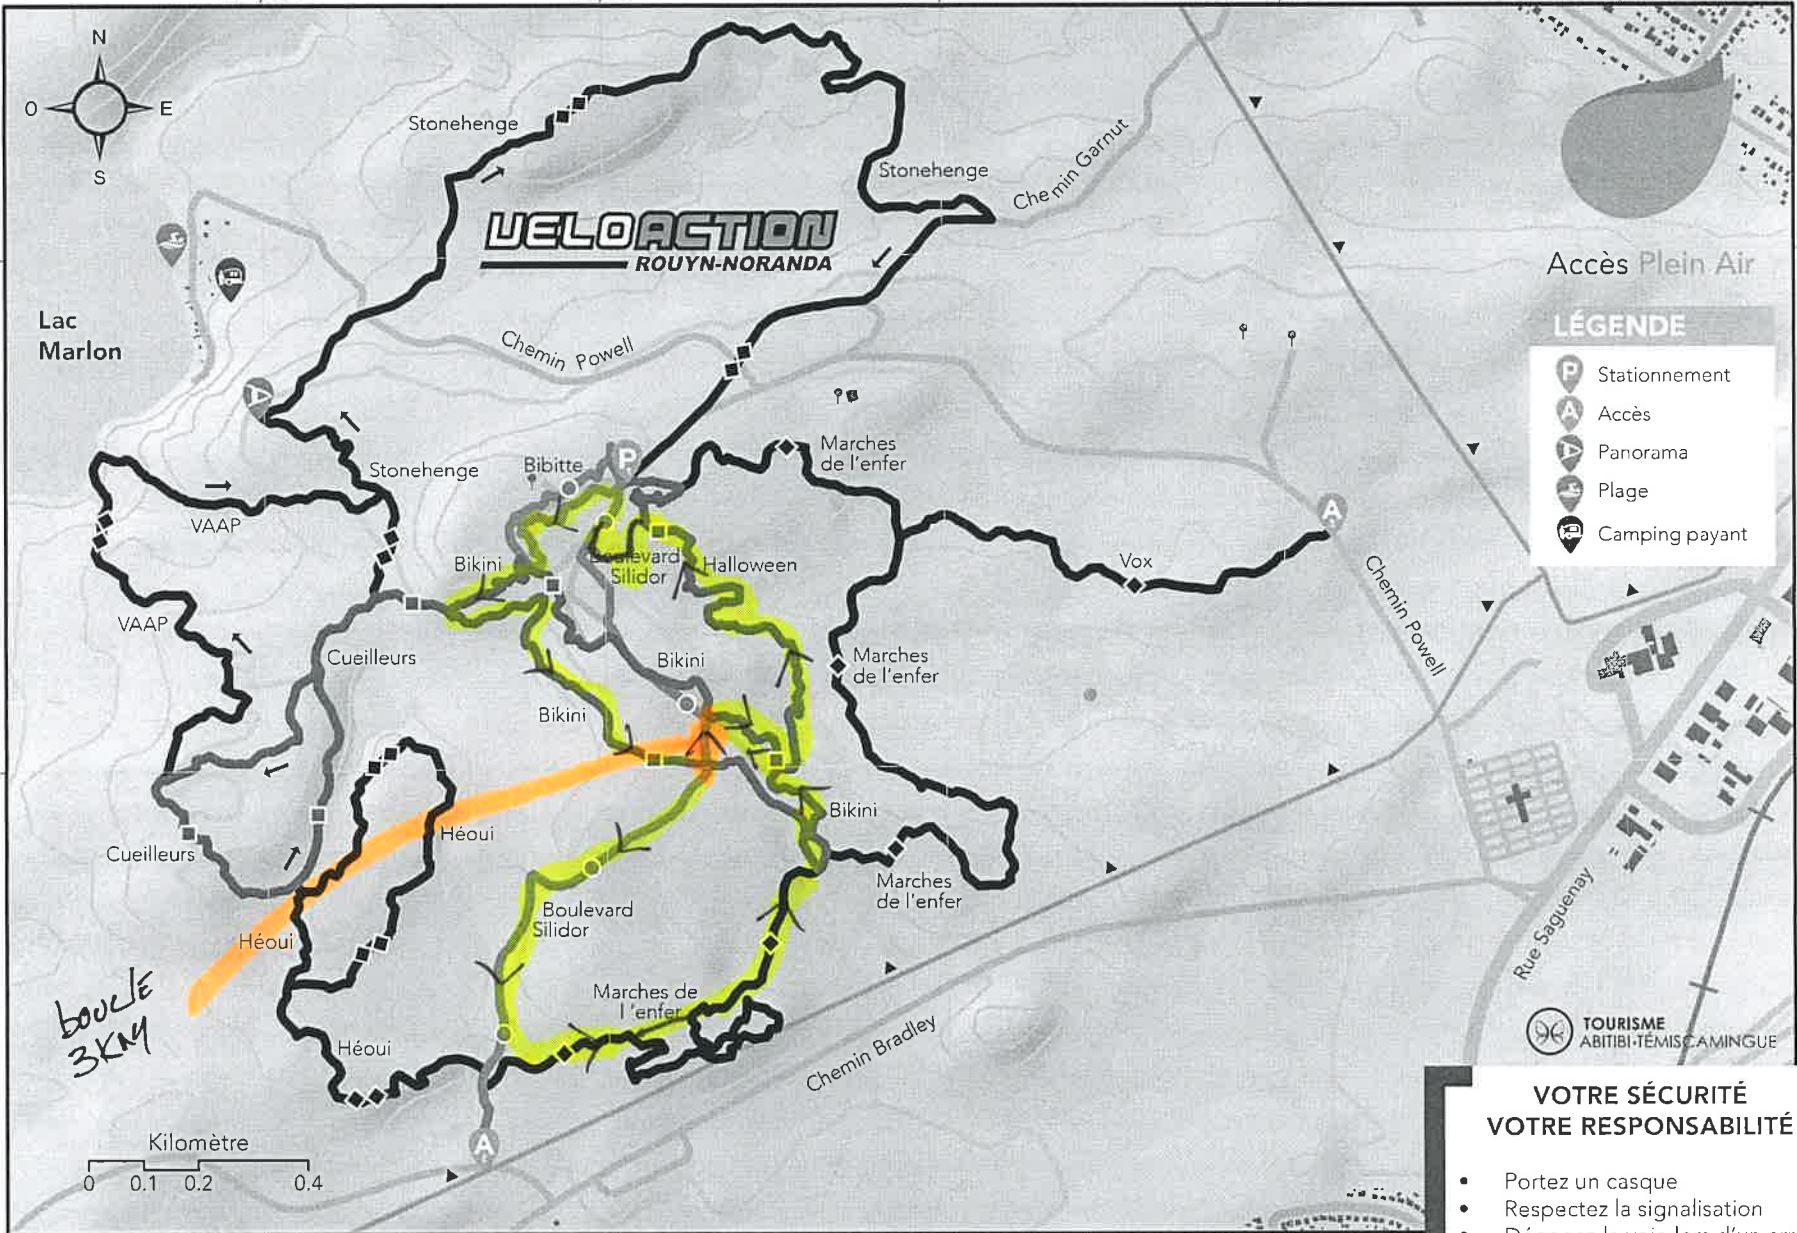 N
O
E
S
Stonehenge
Stonehenge
Chemin Garnut
VELOACTION
ROUYN-NORANDA
Accès Plein Air
Lac
Marlon
Chemin Powell
LÉGENDE
P Stationnement
A Accès
Panorama
Plage
Camping payant
Marches
de l'enfer
Stonehenge
Bibitte
P
VAAP
A
Bikini
Boulevard
Silidor
Halloween
Vox
Chemin Powell
VAAP
Cueilleurs
Bikini
Marches
de l'enfer
Bikini
Bikini
Héoui
Cueilleurs
Marches
de l'enfer
Boulevard
Silidor
Héoui
Rue Saguenay
BOUCLE
3KM
Marches de
l'enfer
Héoui
Chemin Bradley
TOURISME
ABITIBI-TÉMISCAMINGUE
A
Kilomètre
0 0.1 0.2 0.4
VOTRE SÉCURITÉ
VOTRE RESPONSABILITÉ
• Portez un casque
• Respectez la signalisation